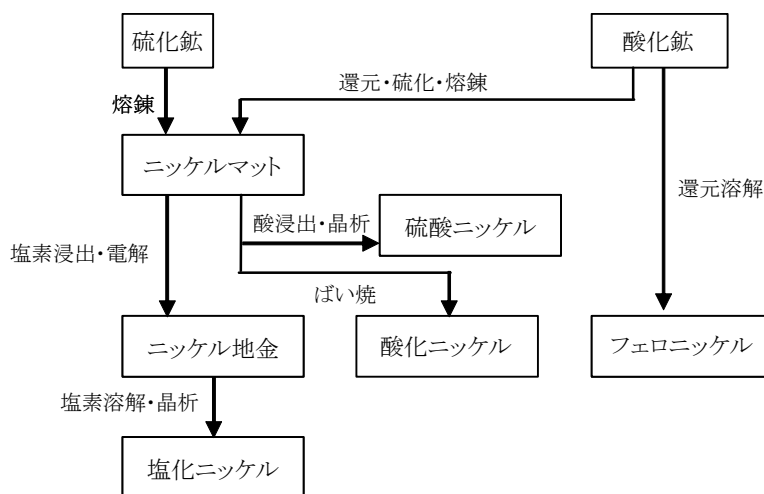 硫化鉱
酸化鉱
還元・硫化・熔錬
熔錬
ニッケルマット
還元溶解
酸浸出・晶析
硫酸ニッケル
塩素浸出・電解
ばい焼
ニッケル地金
酸化ニッケル
フェロニッケル
塩素溶解・晶析
塩化ニッケル